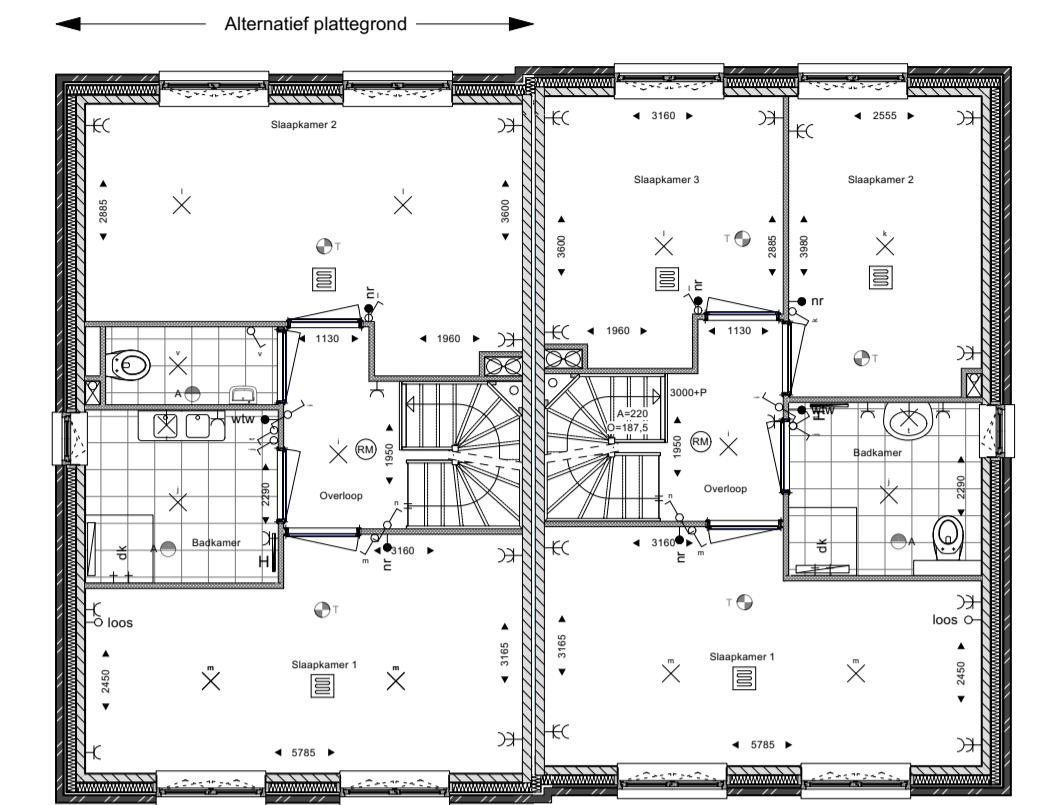 Alternatief plattegrond
Slaapkamer 2
l
l
2885
3600
T
nr
l
1130
1960
v
v
A
wtw
i
j
RM
1950
2290
Overloop
n
j
A
Badkamer
dk
H
m
nr
3160
T
loos
Slaapkamer 1
m
m
2450
3165
5785
3160
2555
Slaapkamer 3
Slaapkamer 2
l
k
3600
T
2885
3980
nr
l
nr
k
1960
1130
T
3000+P
A=220
O=187,5
wtw
H
i
RM
1950
Badkamer
f
j
2290
Overloop
n
dk
A
3160
nr
m
T
loos
Slaapkamer 1
m
m
3165
2450
5785